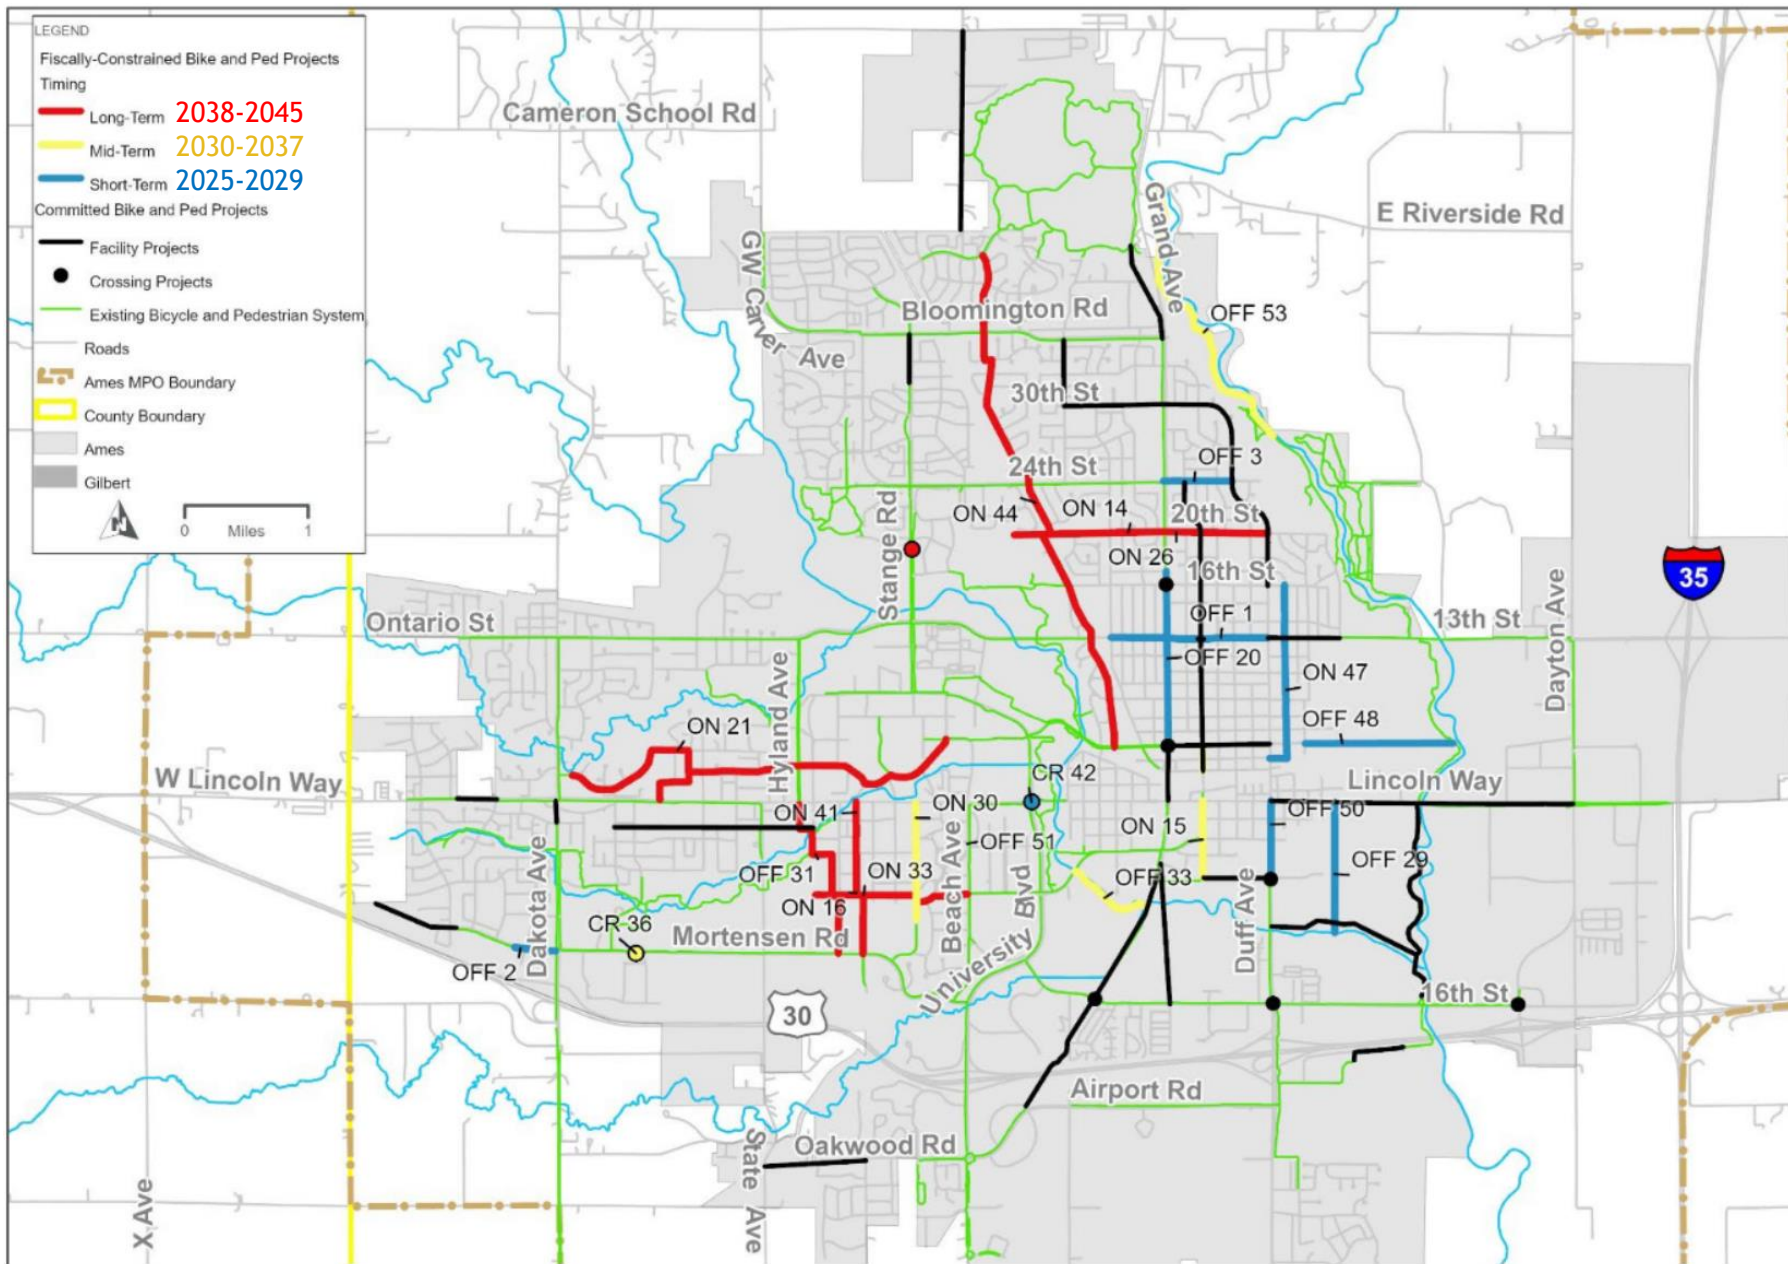 LEGEND
Fiscally-Constrained Bike and Ped Projects
Timing
Long-Term 2038-2045
Mid-Term 2030-2037
Short-Term 2025-2029
Committed Bike and Ped Projects
Facility Projects
Crossing Projects
Existing Bicycle and Pedestrian System
Roads
Ames MPO Boundary
County Boundary
Ames
Gilbert
N
0 Miles 1
Cameron School Rd
Grand Ave
E Riverside Rd
GW Carver Ave
Bloomington Rd
OFF 53
30th St
24th St
OFF 3
ON 44
ON 14
20th St
Stange Rd
ON 26
16th St
35
Dayton Ave
Ontario St
OFF 1
13th St
OFF 20
Hyland Ave
ON 47
ON 21
OFF 48
W Lincoln Way
CR 42
Lincoln Way
ON 41
ON 30
ON 15
OFF 50
Beach Ave
OFF 51
Dakota Ave
OFF 31
ON 33
OFF 33
OFF 29
ON 16
CR 36
Mortensen Rd
University Blvd
Duff Ave
OFF 2
16th St
30
Airport Rd
State Ave
Oakwood Rd
X Ave